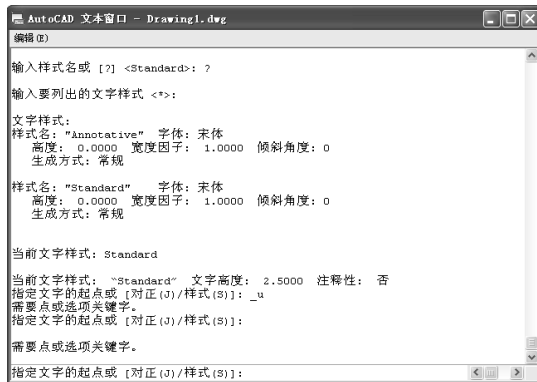 AutoCAD 文本窗口 - Drawing1.dwg
编辑(E)
输入样式名或 [?] <Standard>: ?
输入要列出的文字样式 <*>:
文字样式:
样式名: "Annotative" 字体: 宋体
高度: 0.0000 宽度因子: 1.0000 倾斜角度: 0
生成方式: 常规
样式名: "Standard" 字体: 宋体
高度: 0.0000 宽度因子: 1.0000 倾斜角度: 0
生成方式: 常规
当前文字样式: Standard
当前文字样式: "Standard" 文字高度: 2.5000 注释性: 否
指定文字的起点或 [对正(J)/样式(S)]: _u
需要点或选项关键字。
指定文字的起点或 [对正(J)/样式(S)]:
需要点或选项关键字。
指定文字的起点或 [对正(J)/样式(S)]: